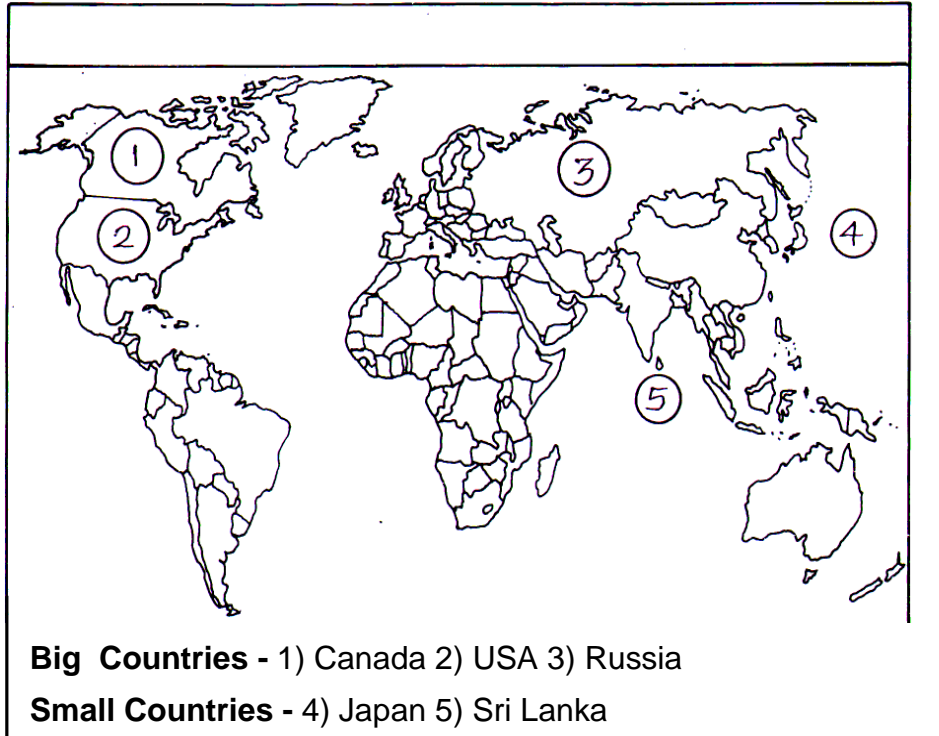 1
3
2
4
5
Big Countries - 1) Canada 2) USA 3) Russia
Small Countries - 4) Japan 5) Sri Lanka